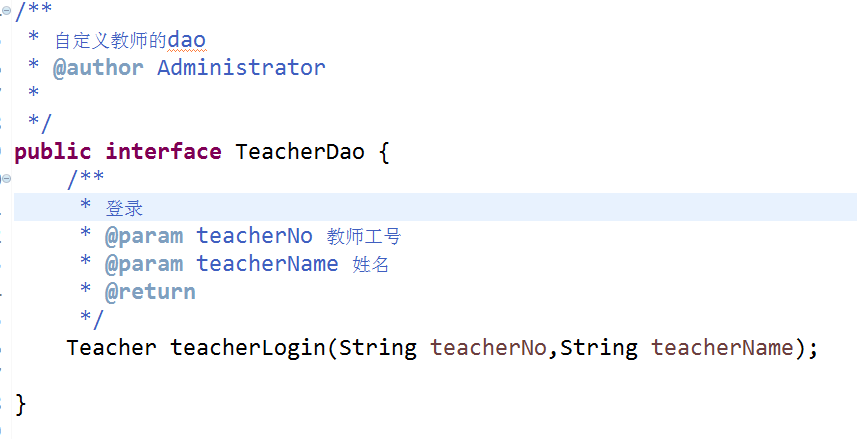 /**
 * 自定义教师的dao
 * @author Administrator
 *
 */
public interface TeacherDao {
    /**
     * 登录
     * @param teacherNo 教师工号
     * @param teacherName 姓名
     * @return
     */
    Teacher teacherLogin(String teacherNo,String teacherName);
}